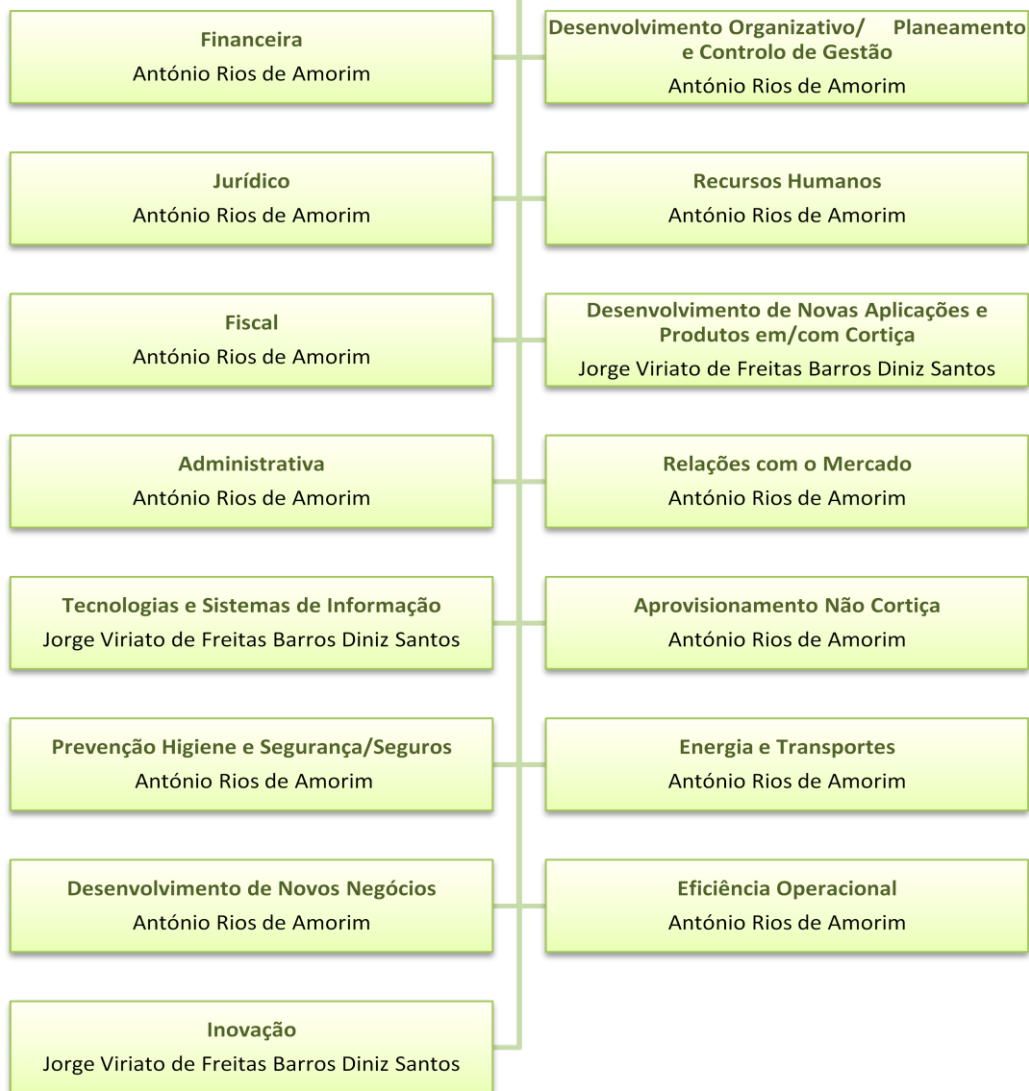 Financeira
António Rios de Amorim
Desenvolvimento Organizativo/ Planeamento
e Controlo de Gestão
António Rios de Amorim
Jurídico
António Rios de Amorim
Recursos Humanos
António Rios de Amorim
Fiscal
António Rios de Amorim
Desenvolvimento de Novas Aplicações e
Produtos em/com Cortiça
Jorge Viriato de Freitas Barros Diniz Santos
Administrativa
António Rios de Amorim
Relações com o Mercado
António Rios de Amorim
Tecnologias e Sistemas de Informação
Jorge Viriato de Freitas Barros Diniz Santos
Aprovisionamento Não Cortiça
António Rios de Amorim
Prevenção Higiene e Segurança/Seguros
António Rios de Amorim
Energia e Transportes
António Rios de Amorim
Desenvolvimento de Novos Negócios
António Rios de Amorim
Eficiência Operacional
António Rios de Amorim
Inovação
Jorge Viriato de Freitas Barros Diniz Santos